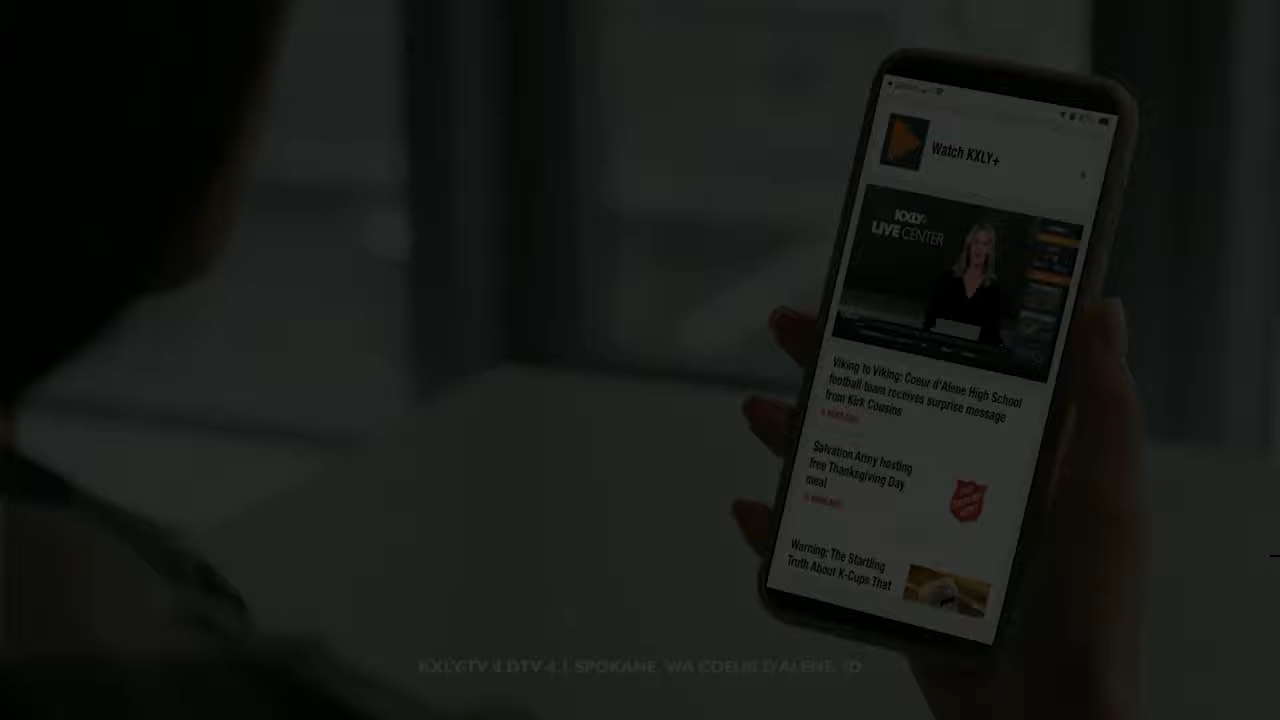 Watch KXLY+
KXLY+
LIVE CENTER
Viking to Viking: Coeur d'Alene High School
football team receives surprise message
from Kirk Cousins
Salvation Army hosting
free Thanksgiving Day
meal
Warning: The Startling
Truth About K-Cups That
KXLY-TV 4 DTV 4.1 | SPOKANE, WA COEUR D'ALENE, ID